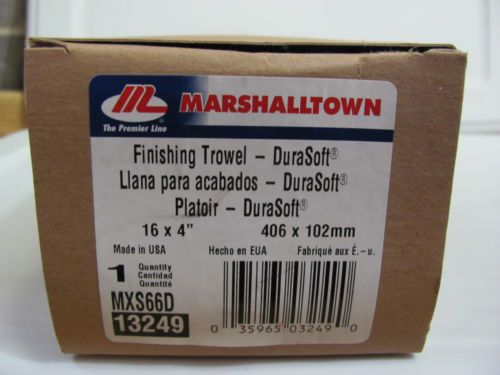 ML MARSHALLTOWN
The Premier Line
Finishing Trowel – DuraSoft®
Llana para acabados – DuraSoft®
Platoir – DuraSoft®
16 x 4" 406 x 102mm
Made in USA Hecho en EUA Fabriqué aux É.-u.
1 Quantity
Cantidad
Quantité
MXS66D
13249
0 35965 03249 0